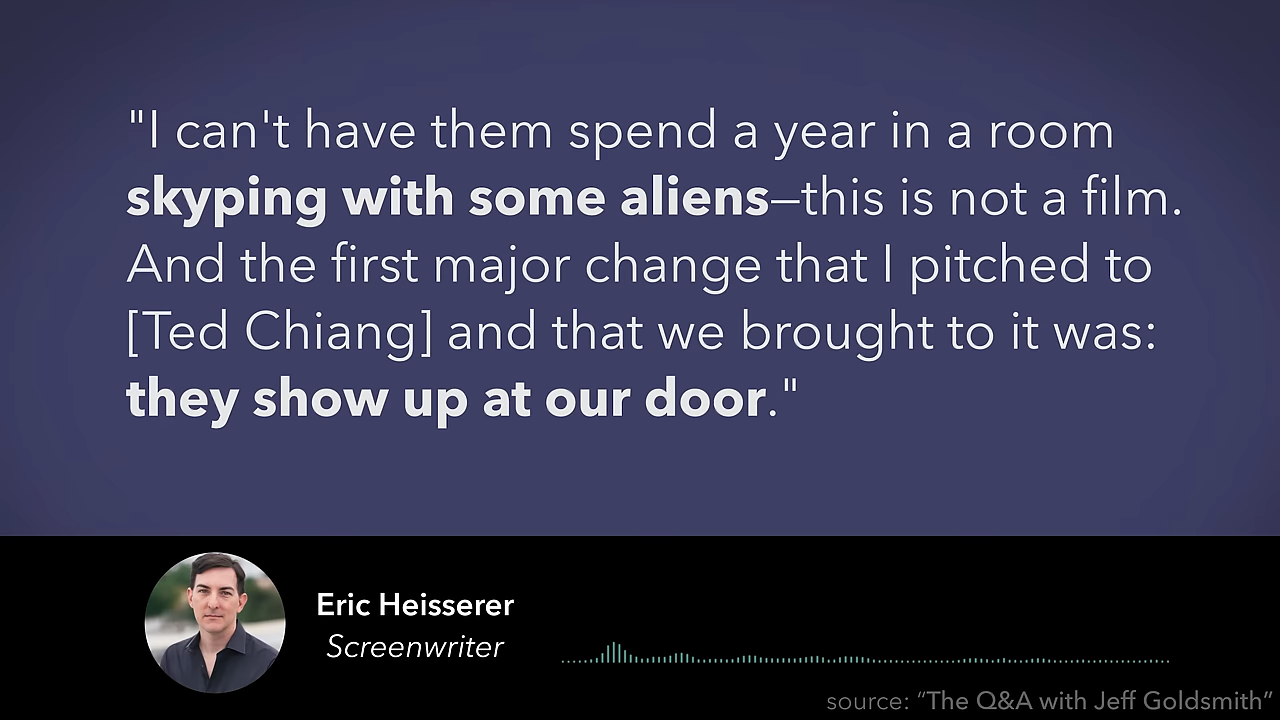 "I can't have them spend a year in a room
skyping with some aliens—this is not a film.
And the first major change that I pitched to
[Ted Chiang] and that we brought to it was:
they show up at our door."
Eric Heisserer
Screenwriter
source: “The Q&A with Jeff Goldsmith”